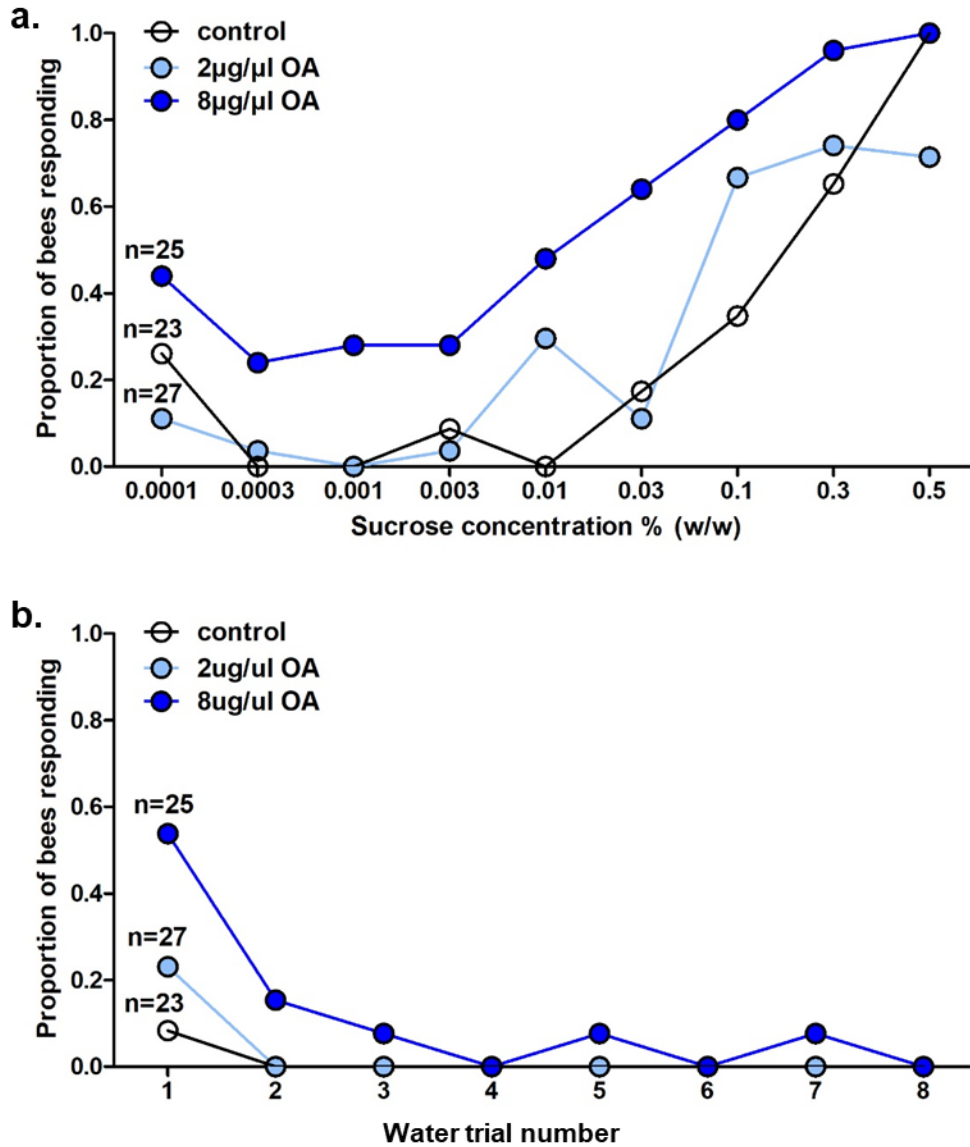 a.
control
2µg/µl OA
8µg/µl OA
Proportion of bees responding
1.0
0.8
0.6
0.4
0.2
0.0
n=25
n=23
n=27
0.0001 0.0003 0.001 0.003 0.01 0.03 0.1 0.3 0.5
Sucrose concentration % (w/w)
b.
control
2ug/ul OA
8ug/ul OA
Proportion of bees responding
1.0
0.8
0.6
0.4
0.2
0.0
n=25
n=27
n=23
1 2 3 4 5 6 7 8
Water trial number